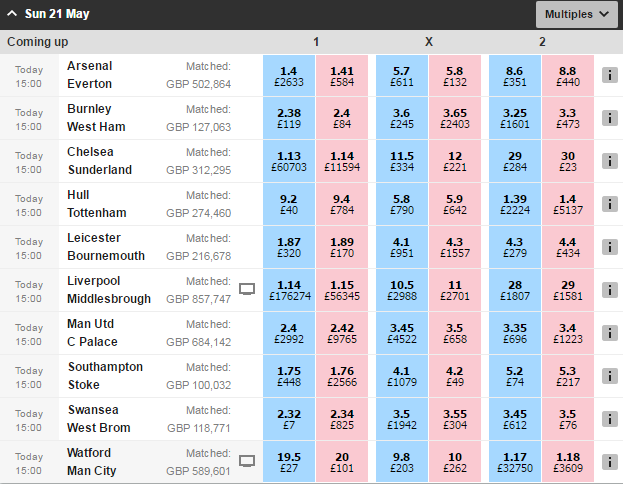 Sun 21 May Multiples
Coming up 1 X 2
Today Arsenal Matched: 1.4 1.41 5.7 5.8 8.6 8.8
15:00 Everton GBP 502,864 £2633 £584 £611 £132 £351 £440
Today Burnley Matched: 2.38 2.4 3.6 3.65 3.25 3.3
15:00 West Ham GBP 127,063 £119 £84 £245 £2403 £1601 £473
Today Chelsea Matched: 1.13 1.14 11.5 12 29 30
15:00 Sunderland GBP 312,295 £60703 £11594 £334 £221 £284 £23
Today Hull Matched: 9.2 9.4 5.8 5.9 1.39 1.4
15:00 Tottenham GBP 274,460 £40 £784 £790 £642 £2224 £5137
Today Leicester Matched: 1.87 1.89 4.1 4.3 4.3 4.4
15:00 Bournemouth GBP 216,678 £320 £170 £951 £1557 £279 £434
Today Liverpool Matched: 1.14 1.15 10.5 11 28 29
15:00 Middlesbrough GBP 857,747 £176274 £56345 £2988 £2701 £1807 £1581
Today Man Utd Matched: 2.4 2.42 3.45 3.5 3.35 3.4
15:00 C Palace GBP 684,142 £2992 £9765 £4522 £658 £696 £1223
Today Southampton Matched: 1.75 1.76 4.1 4.2 5.2 5.3
15:00 Stoke GBP 100,032 £448 £2566 £1079 £49 £74 £217
Today Swansea Matched: 2.32 2.34 3.5 3.55 3.45 3.5
15:00 West Brom GBP 118,771 £7 £825 £1942 £304 £612 £76
Today Watford Matched: 19.5 20 9.8 10 1.17 1.18
15:00 Man City GBP 589,601 £27 £101 £203 £262 £32750 £3609